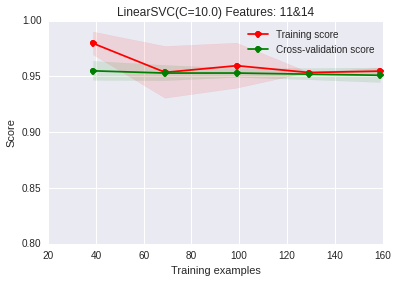 LinearSVC(C=10.0) Features: 11&14
Training score
Cross-validation score
1.00
0.95
0.90
0.85
0.80
Score
20 40 60 80 100 120 140 160
Training examples